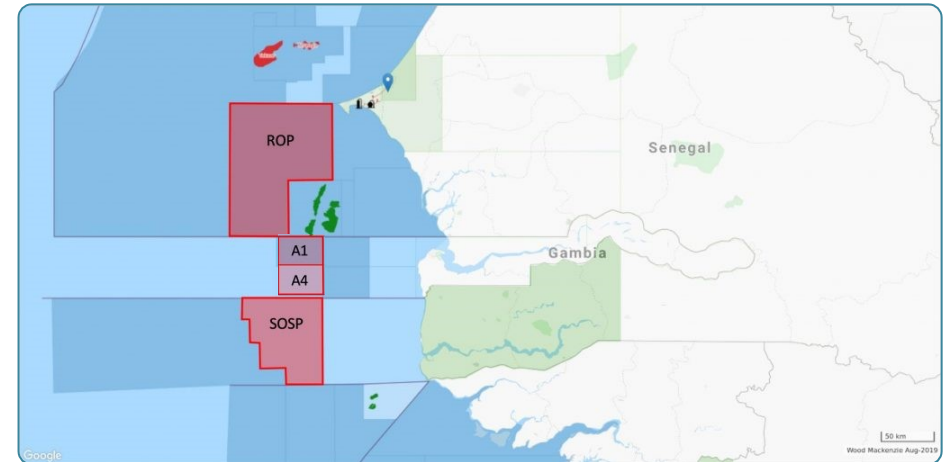 ROP
Senegal
A1
Gambia
A4
SOSP
50 km
Google
Wood Mackenzie Aug-2019